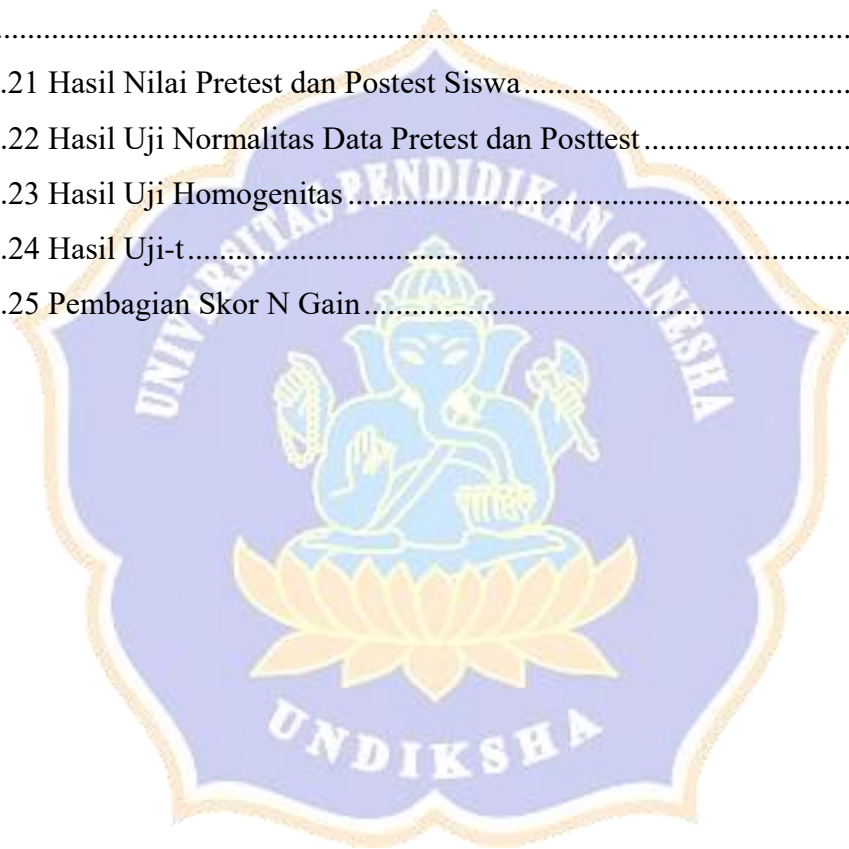 .......................................................................................................
.21 Hasil Nilai Pretest dan Postest Siswa.........................................
.22 Hasil Uji Normalitas Data Pretest dan Posttest..........................
.23 Hasil Uji Homogenitas................................................................
.24 Hasil Uji-t....................................................................................
.25 Pembagian Skor N Gain..............................................................
UNIVERSITAS PENDIDIKAN GANESHA
UNDIKSHA